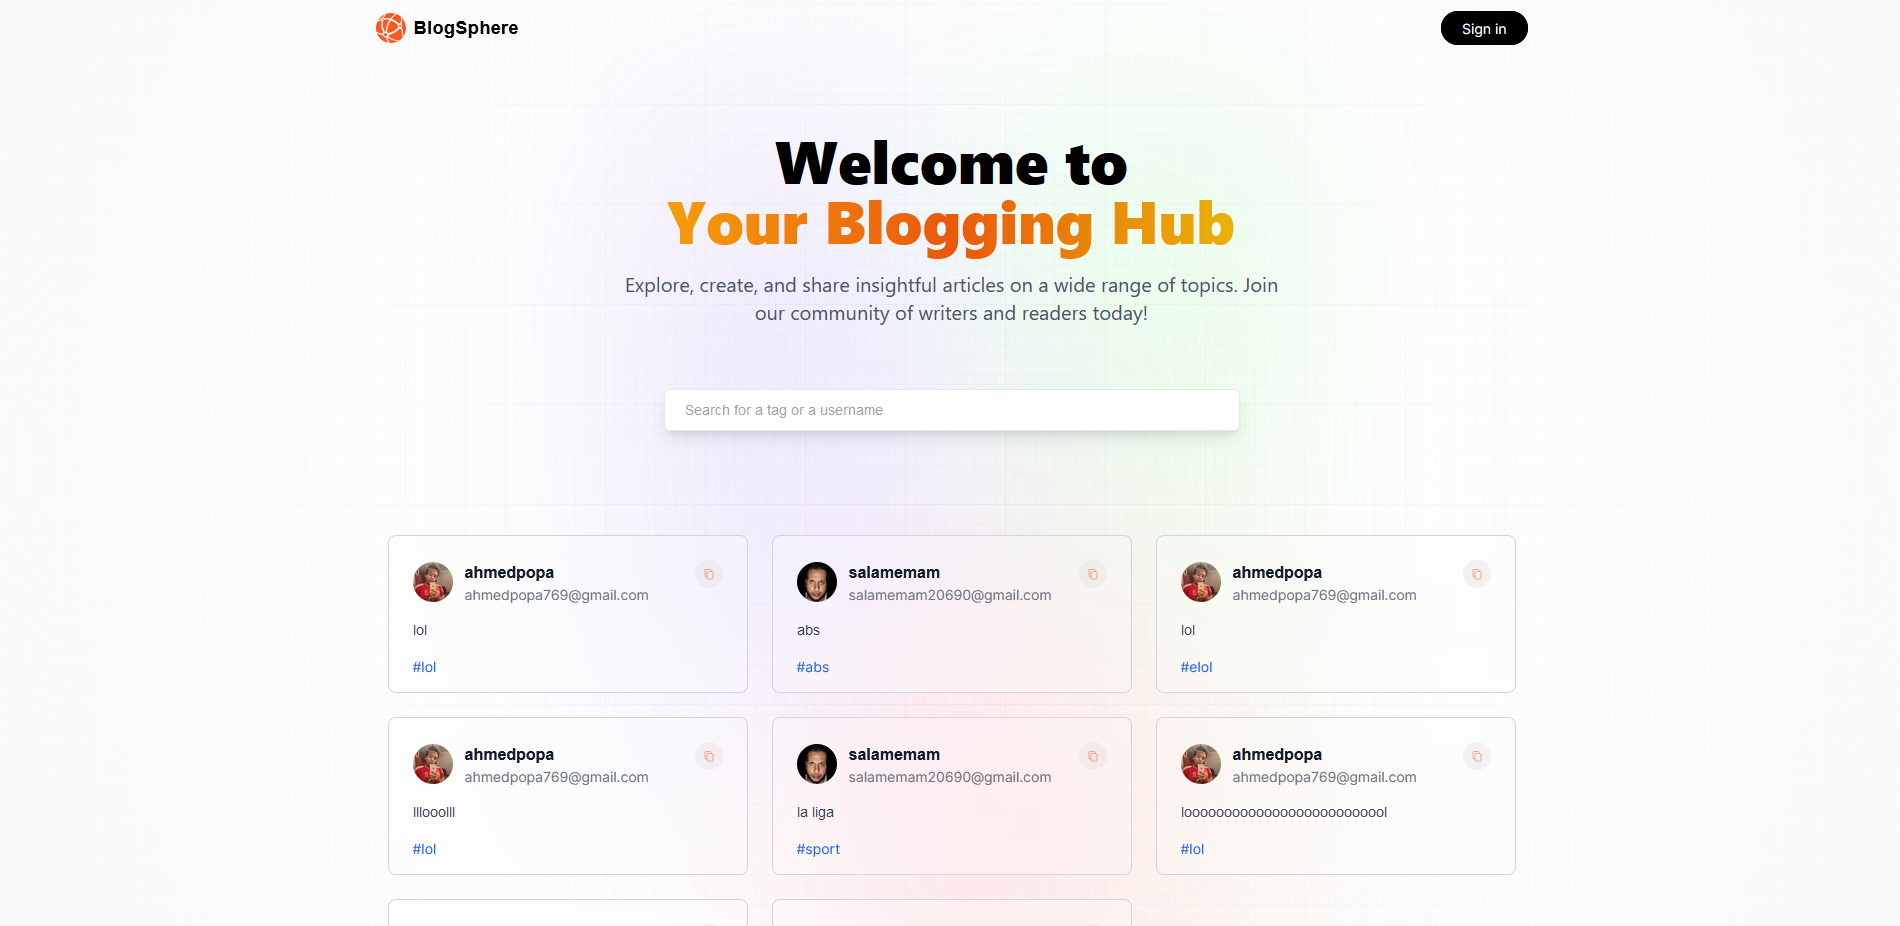 BlogSphere
Sign in
Welcome to
Your Blogging Hub
Explore, create, and share insightful articles on a wide range of topics. Join
our community of writers and readers today!
Search for a tag or a username
ahmedpopa
ahmedpopa769@gmail.com
lol
#lol
salamemam
salamemam20690@gmail.com
abs
#abs
ahmedpopa
ahmedpopa769@gmail.com
lol
#elol
ahmedpopa
ahmedpopa769@gmail.com
lllooolll
#lol
salamemam
salamemam20690@gmail.com
la liga
#sport
ahmedpopa
ahmedpopa769@gmail.com
looooooooooooooooooooooooool
#lol